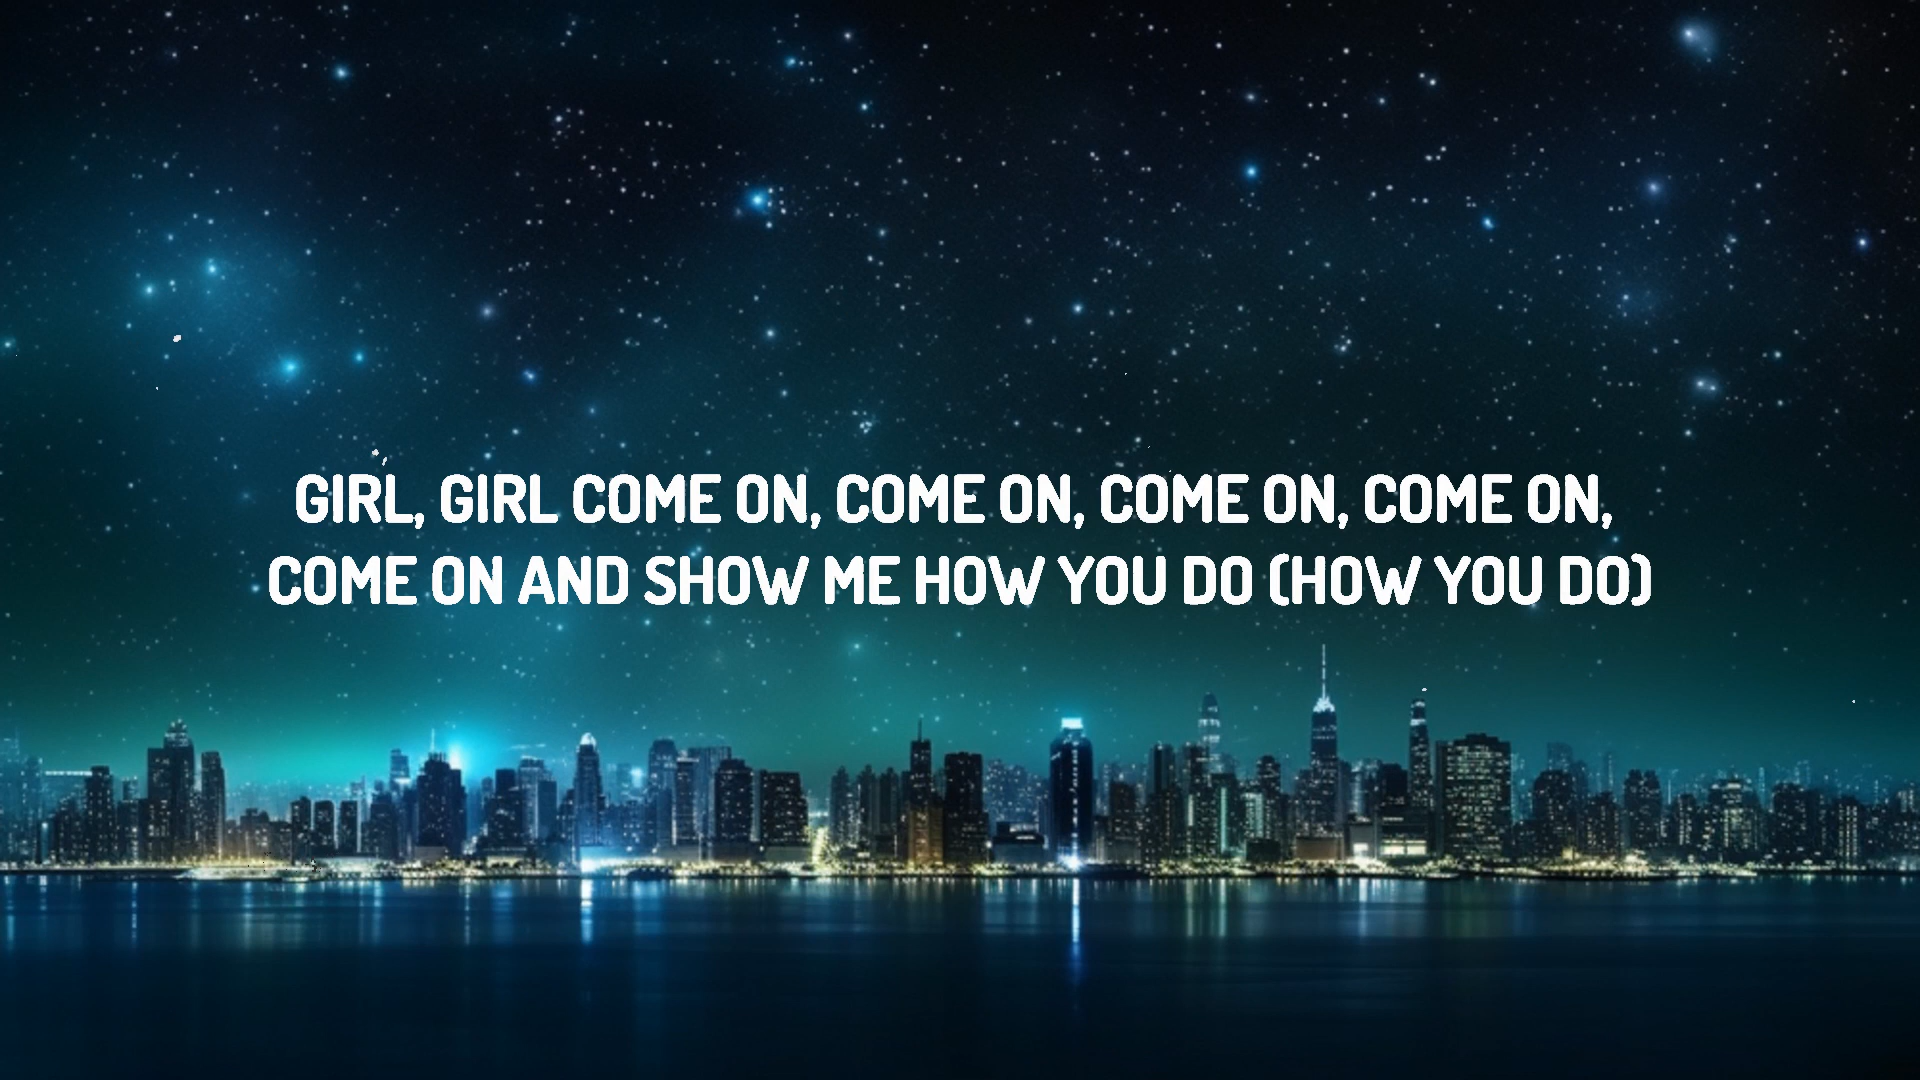 GIRL, GIRL COME ON, COME ON, COME ON, COME ON,
COME ON AND SHOW ME HOW YOU DO (HOW YOU DO)